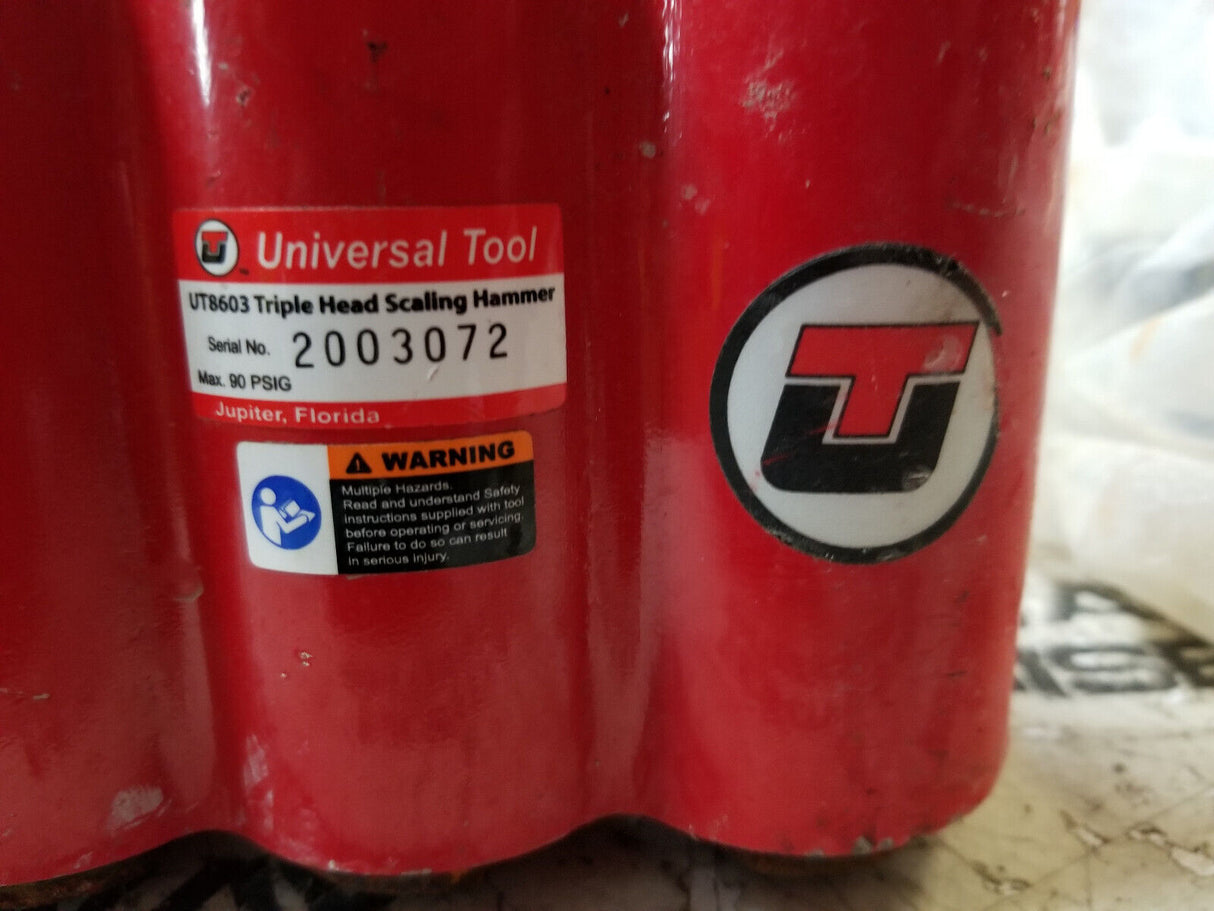 Universal Tool
UT8603 Triple Head Scaling Hammer
Serial No. 2003072
Max. 90 PSIG
Jupiter, Florida
WARNING
Multiple Hazards.
Read and understand Safety
instructions supplied with tool
before operating or servicing.
Failure to do so can result
in serious injury.
UT